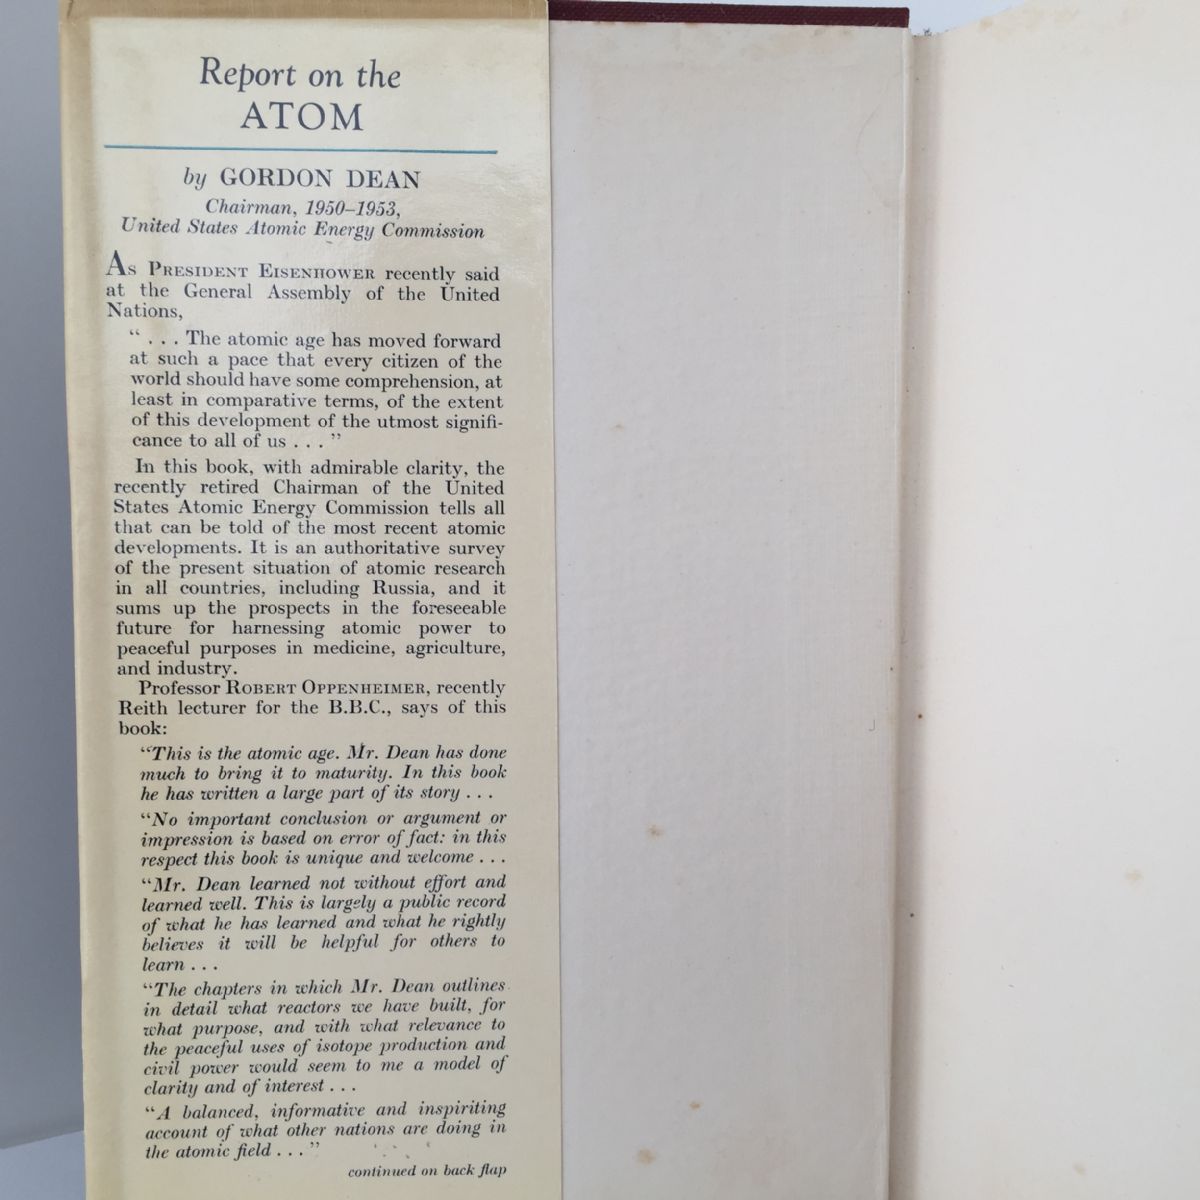 Report on the
ATOM
by GORDON DEAN
Chairman, 1950–1953,
United States Atomic Energy Commission
As PRESIDENT EISENHOWER recently said
at the General Assembly of the United
Nations,
“ . . . The atomic age has moved forward
at such a pace that every citizen of the
world should have some comprehension, at
least in comparative terms, of the extent
of this development of the utmost signifi-
cance to all of us . . . ”
In this book, with admirable clarity, the
recently retired Chairman of the United
States Atomic Energy Commission tells all
that can be told of the most recent atomic
developments. It is an authoritative survey
of the present situation of atomic research
in all countries, including Russia, and it
sums up the prospects in the foreseeable
future for harnessing atomic power to
peaceful purposes in medicine, agriculture,
and industry.
Professor ROBERT OPPENHEIMER, recently
Reith lecturer for the B.B.C., says of this
book:
“This is the atomic age. Mr. Dean has done
much to bring it to maturity. In this book
he has written a large part of its story . . .
“No important conclusion or argument or
impression is based on error of fact: in this
respect this book is unique and welcome . . .
“Mr. Dean learned not without effort and
learned well. This is largely a public record
of what he has learned and what he rightly
believes it will be helpful for others to
learn . . .
“The chapters in which Mr. Dean outlines
in detail what reactors we have built, for
what purpose, and with what relevance to
the peaceful uses of isotope production and
civil power would seem to me a model of
clarity and of interest . . .
“A balanced, informative and inspiriting
account of what other nations are doing in
the atomic field . . . ”
continued on back flap